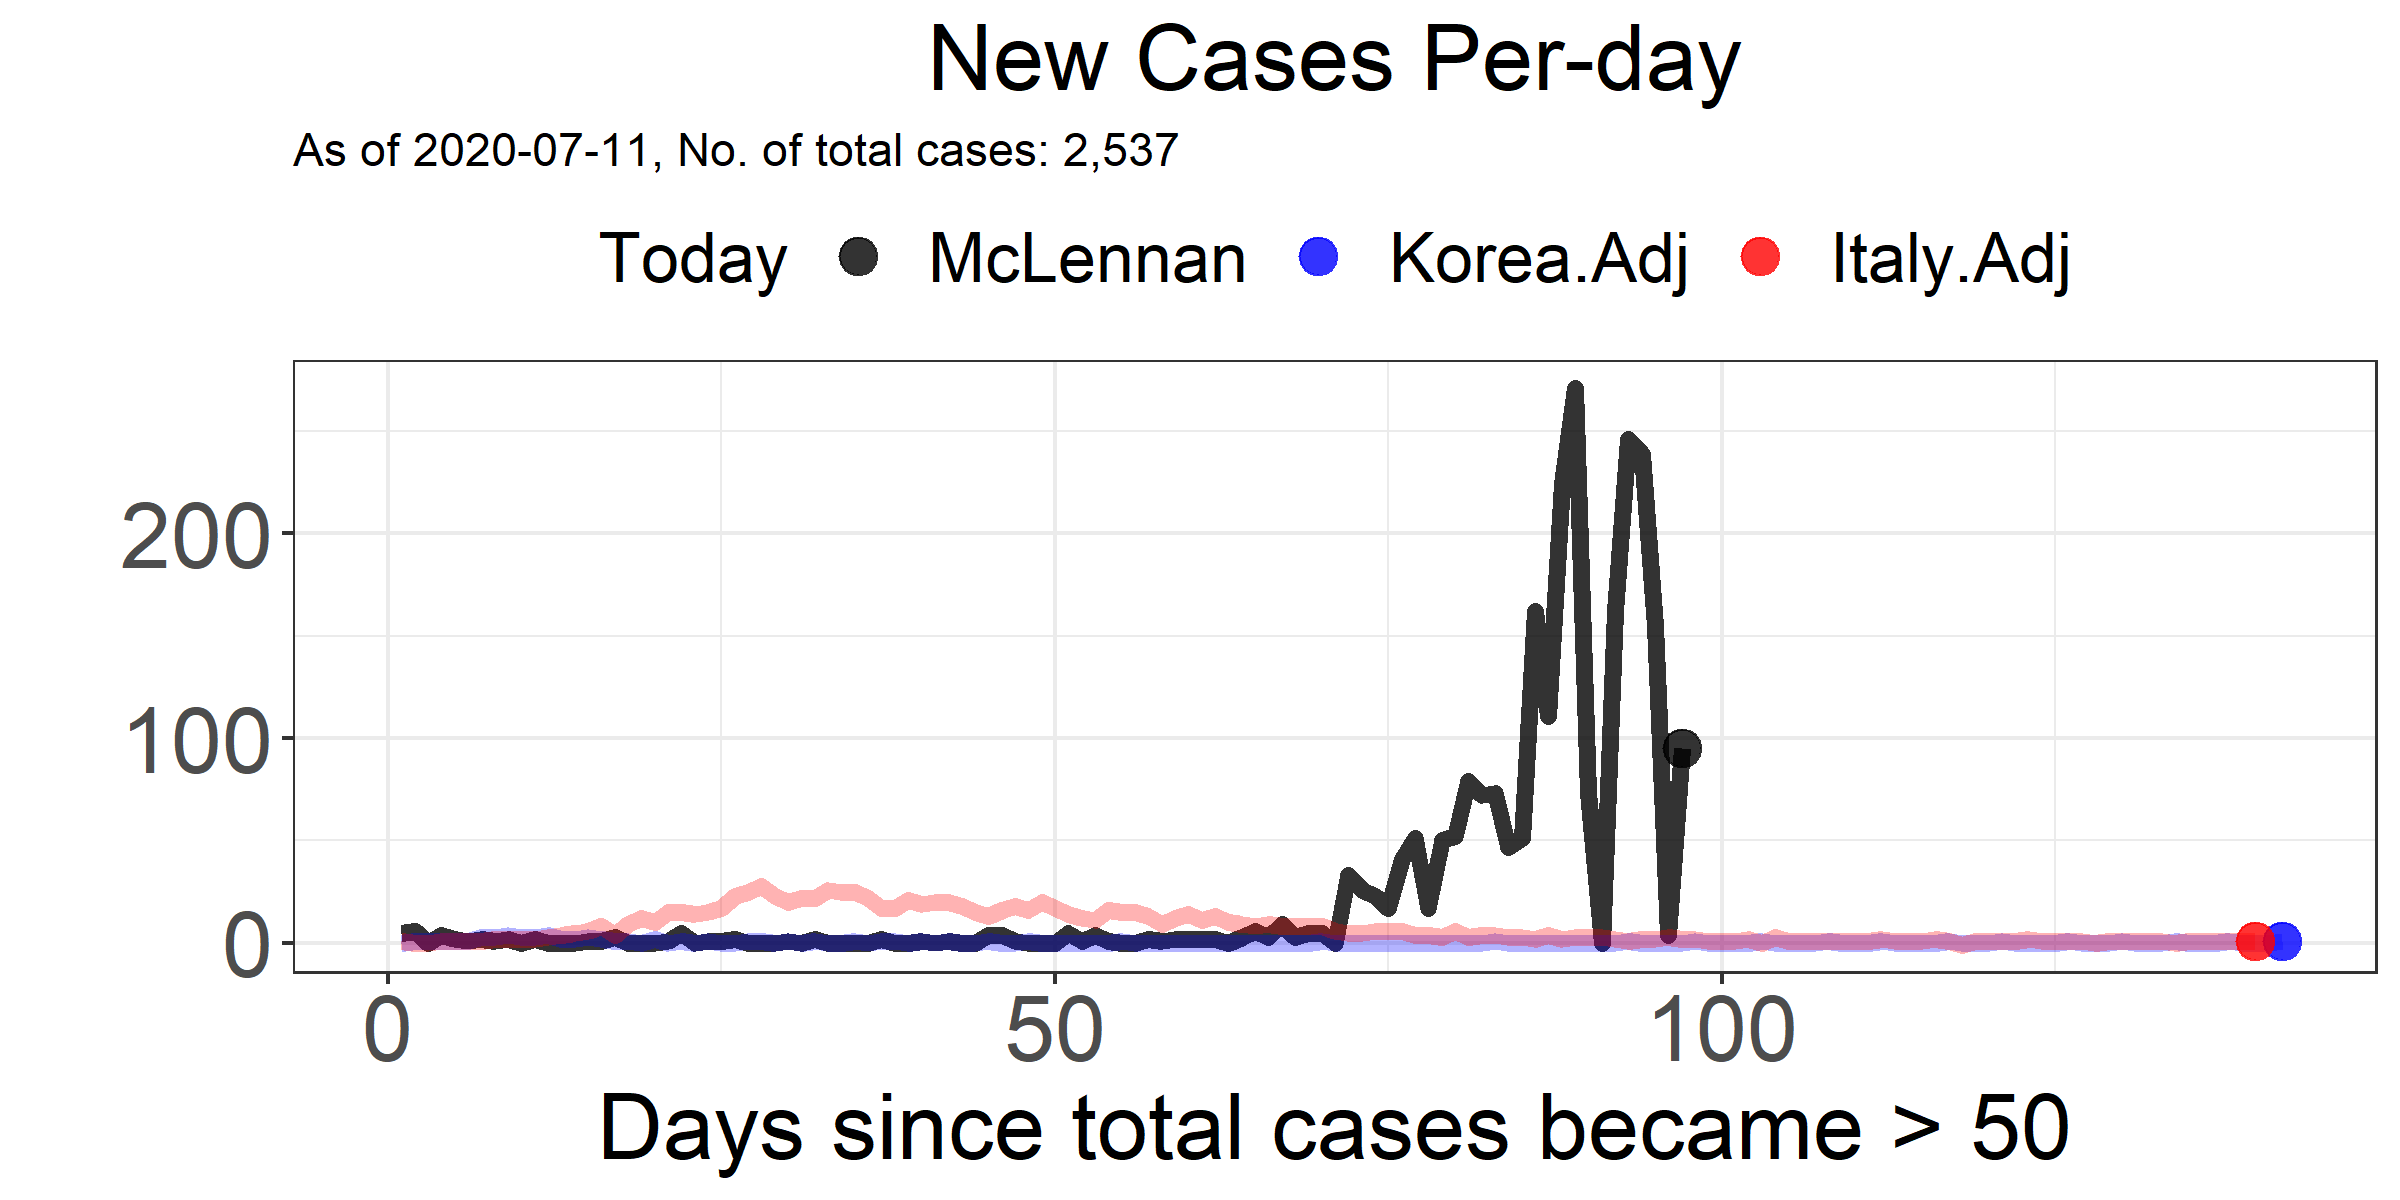 New Cases Per-day
As of 2020-07-11, No. of total cases: 2,537
Today McLennan Korea.Adj Italy.Adj
200
100
0
0 50 100
Days since total cases became > 50